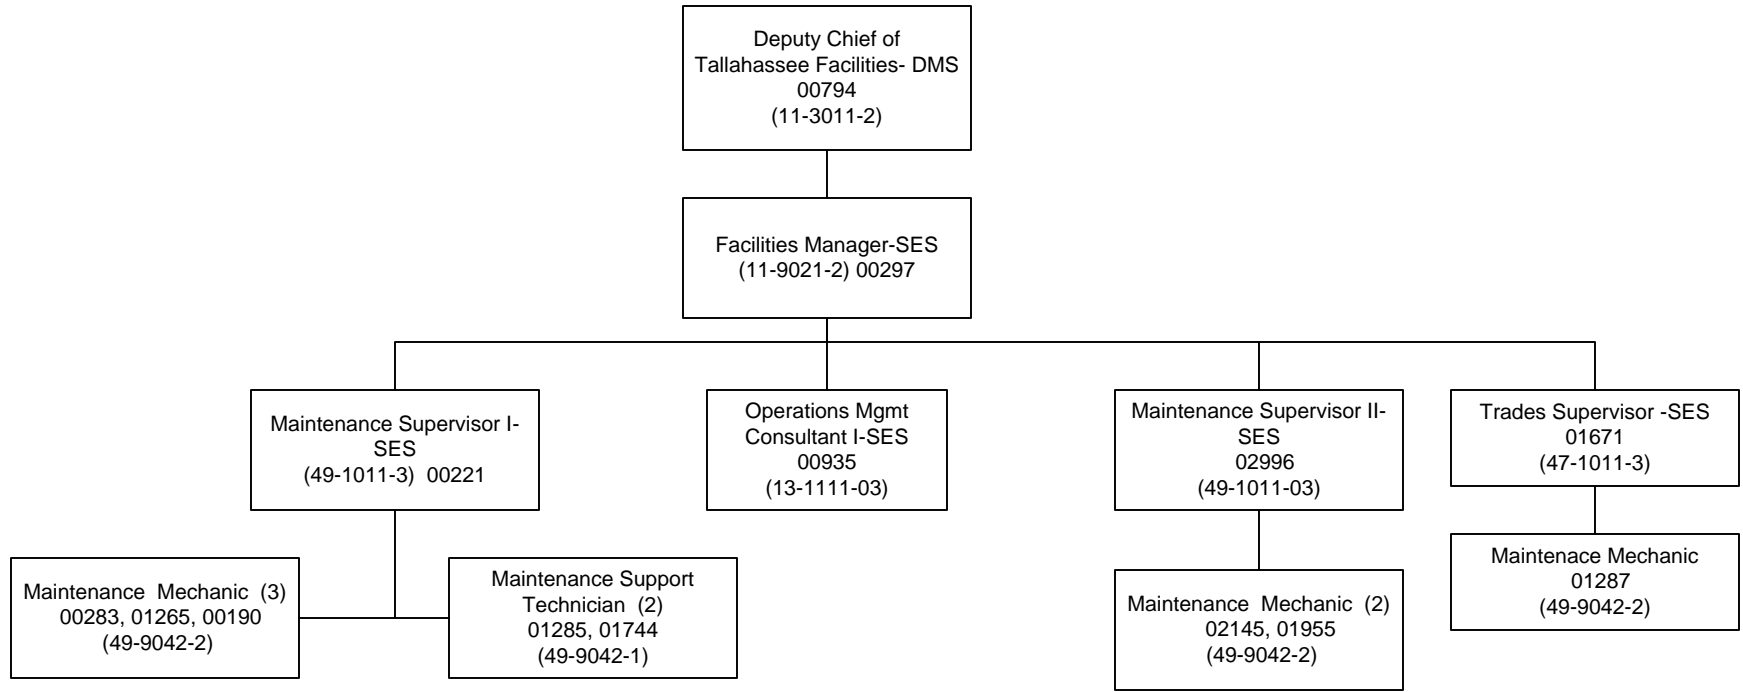 Deputy Chief of
Tallahassee Facilities- DMS
00794
(11-3011-2)
Facilities Manager-SES
(11-9021-2) 00297
Maintenance Supervisor I-
SES
(49-1011-3)  00221
Operations Mgmt
Consultant I-SES
00935
(13-1111-03)
Maintenance Supervisor II-
SES
02996
(49-1011-03)
Trades Supervisor -SES
01671
(47-1011-3)
Maintenance  Mechanic  (3)
00283, 01265, 00190
(49-9042-2)
Maintenance Support
Technician  (2)
01285, 01744
(49-9042-1)
Maintenance  Mechanic  (2)
02145, 01955
(49-9042-2)
Maintenace Mechanic
01287
(49-9042-2)